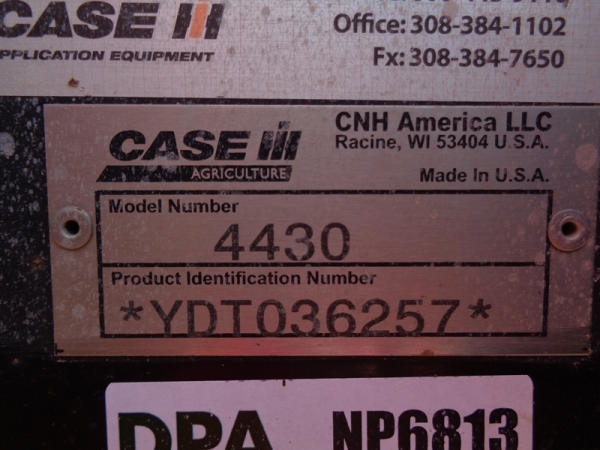 CASE IH
Office: 308-384-1102
PPLICATION EQUIPMENT
Fx: 308-384-7650
CASE IH
AGRICULTURE
CNH America LLC
Racine, WI 53404 U.S.A.
Made In U.S.A.
Model Number
4430
Product Identification Number
*YDT036257*
DPA NP6813